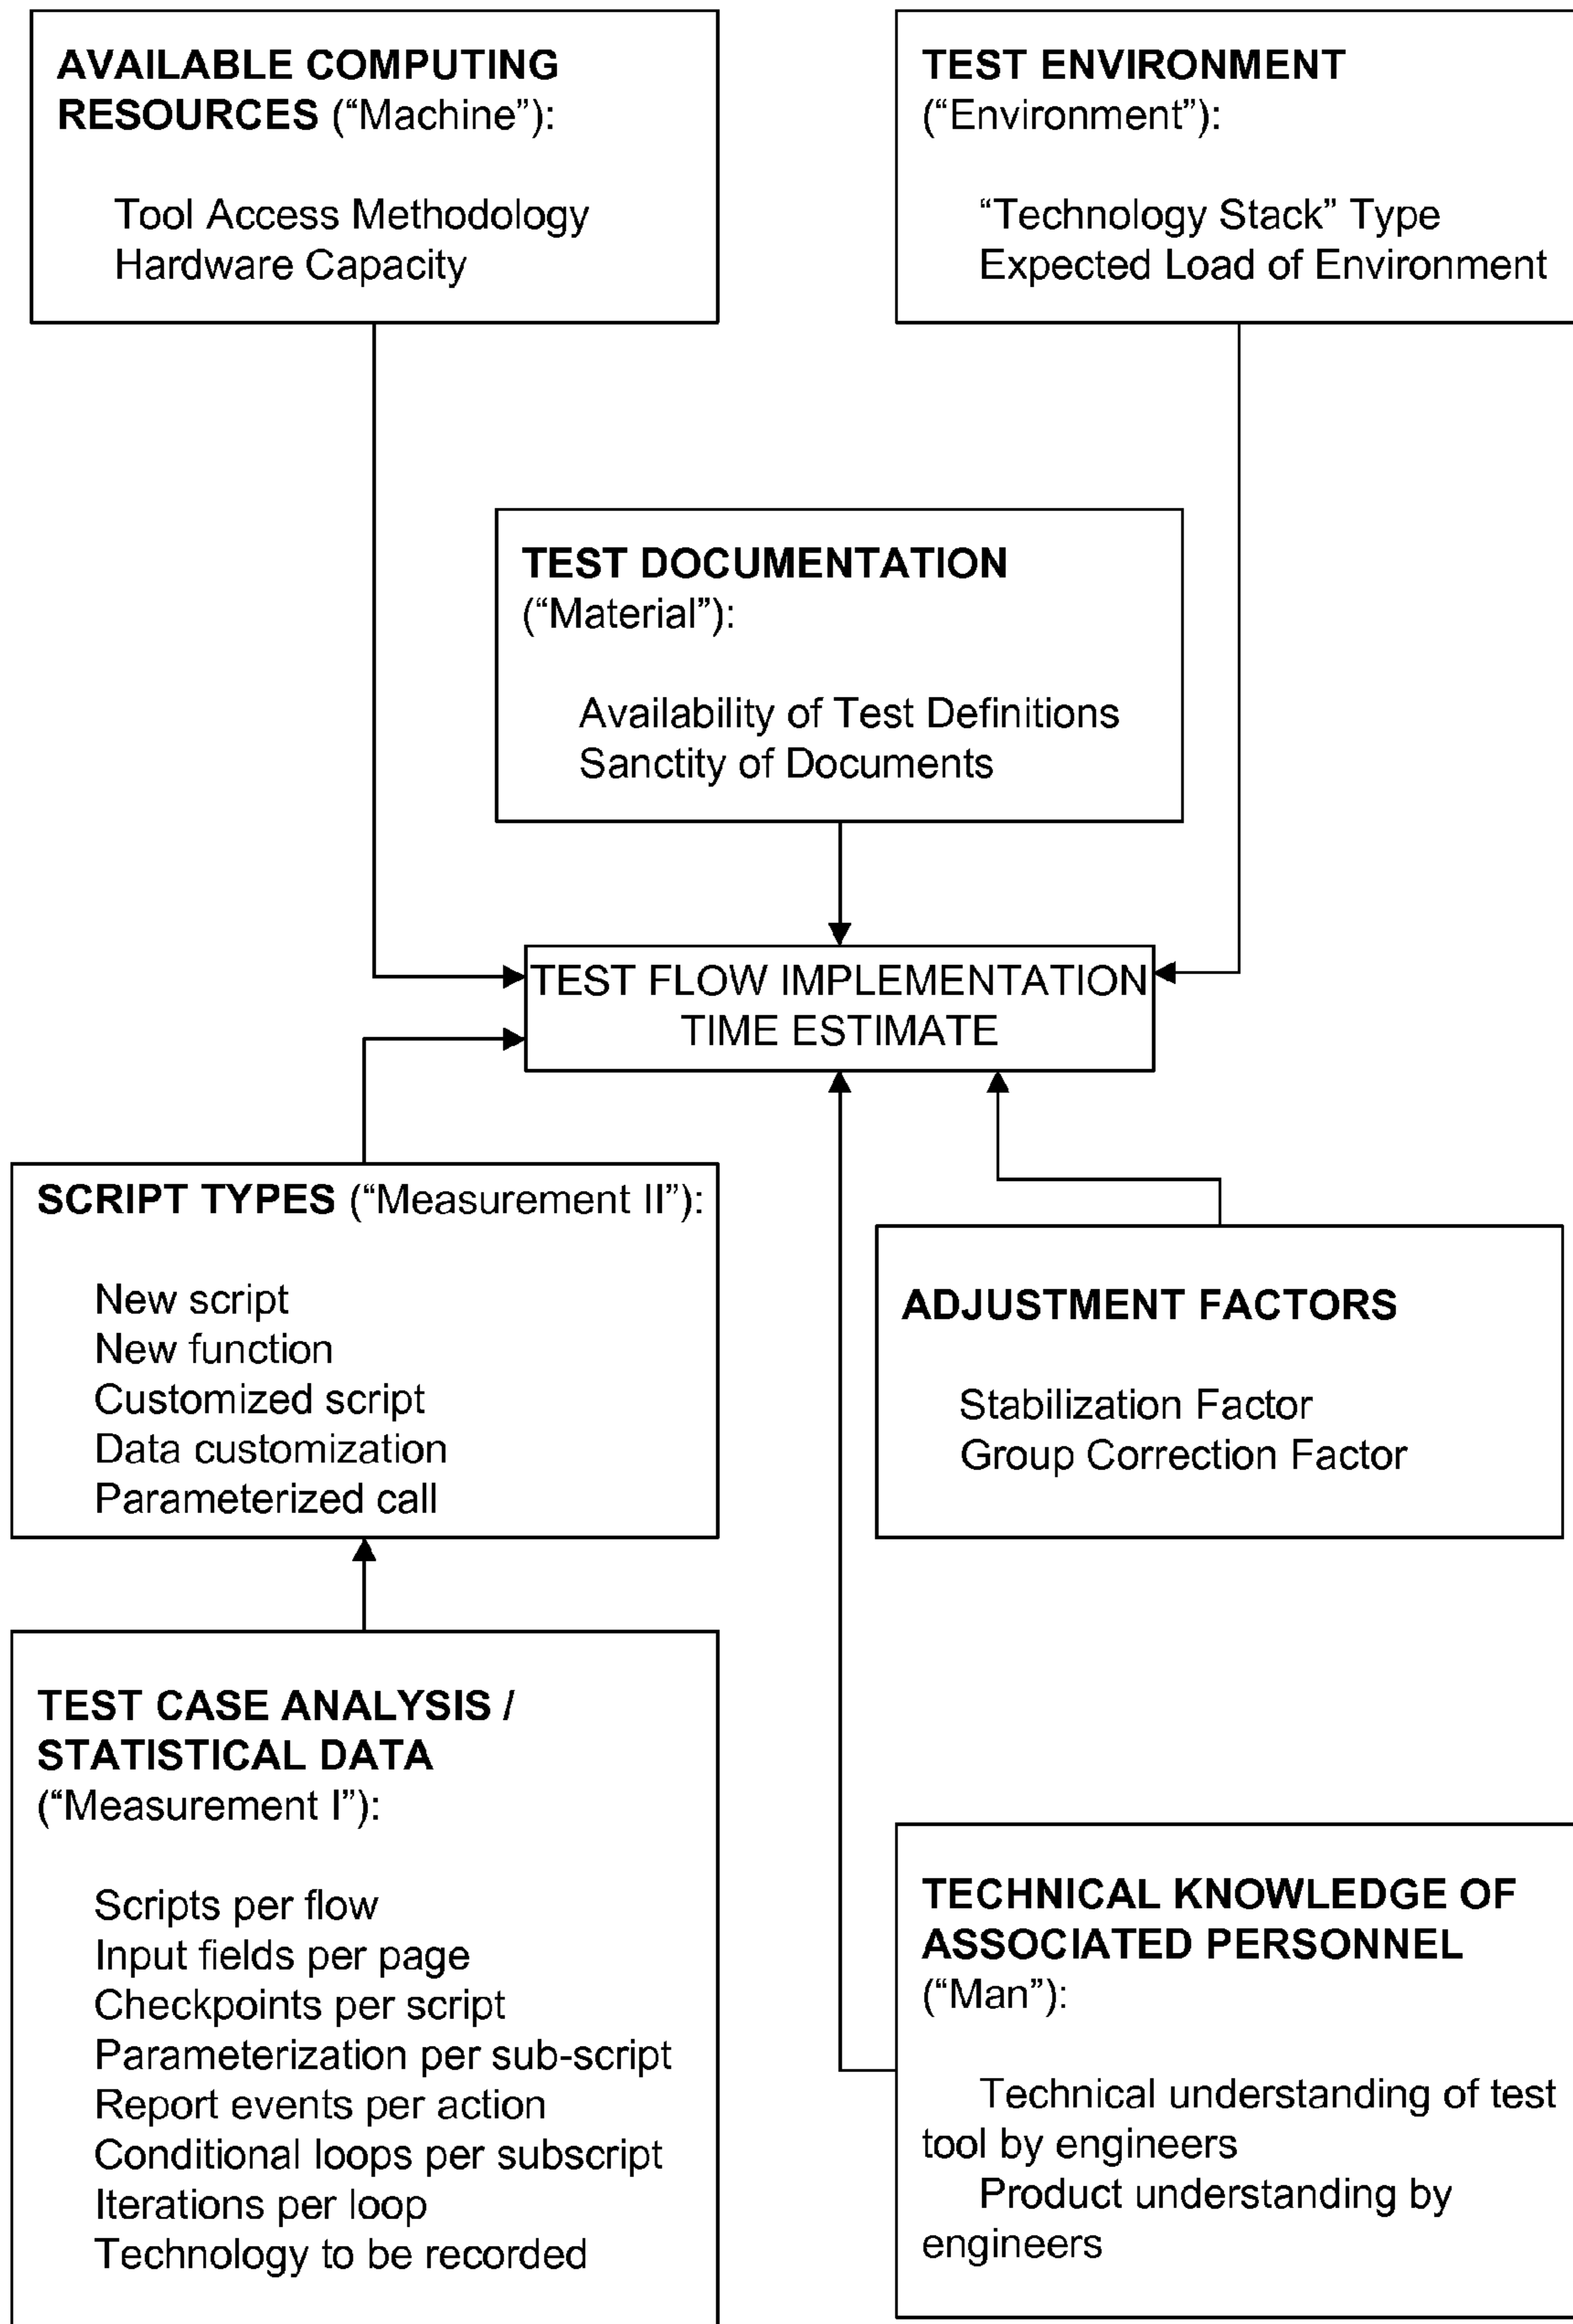 AVAILABLE COMPUTING
RESOURCES (“Machine”):
Tool Access Methodology
Hardware Capacity
TEST ENVIRONMENT
(“Environment”):
“Technology Stack” Type
Expected Load of Environment
TEST DOCUMENTATION
(“Material”):
Availability of Test Definitions
Sanctity of Documents
TEST FLOW IMPLEMENTATION
TIME ESTIMATE
SCRIPT TYPES (“Measurement II”):
New script
New function
Customized script
Data customization
Parameterized call
ADJUSTMENT FACTORS
Stabilization Factor
Group Correction Factor
TEST CASE ANALYSIS /
STATISTICAL DATA
(“Measurement I”):
Scripts per flow
Input fields per page
Checkpoints per script
Parameterization per sub-script
Report events per action
Conditional loops per subscript
Iterations per loop
Technology to be recorded
TECHNICAL KNOWLEDGE OF
ASSOCIATED PERSONNEL
(“Man”):
Technical understanding of test
tool by engineers
Product understanding by
engineers